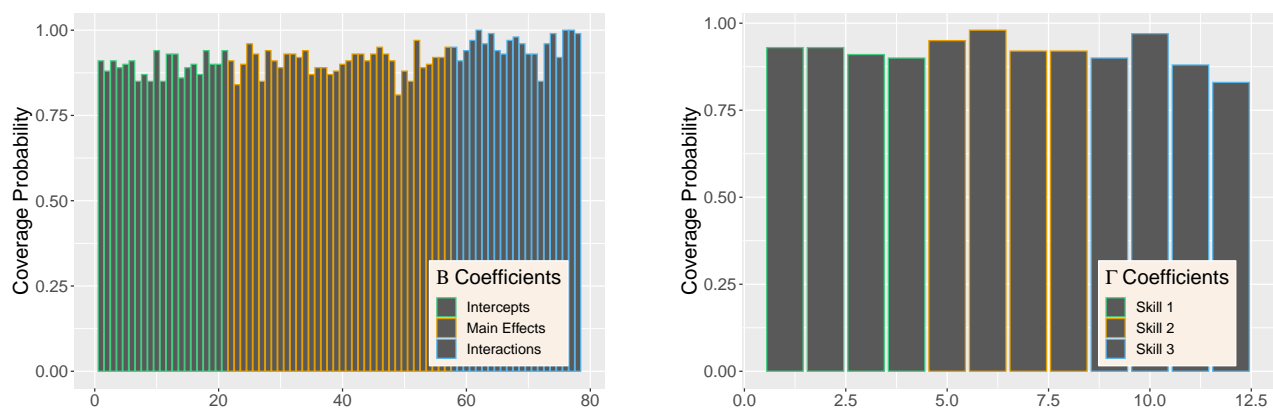 Coverage Probability
1.00
0.75
0.50
0.25
0.00
0 20 40 60 80
B Coefficients
Intercepts
Main Effects
Interactions
Coverage Probability
1.00
0.75
0.50
0.25
0.00
0.0 2.5 5.0 7.5 10.0 12.5
Γ Coefficients
Skill 1
Skill 2
Skill 3